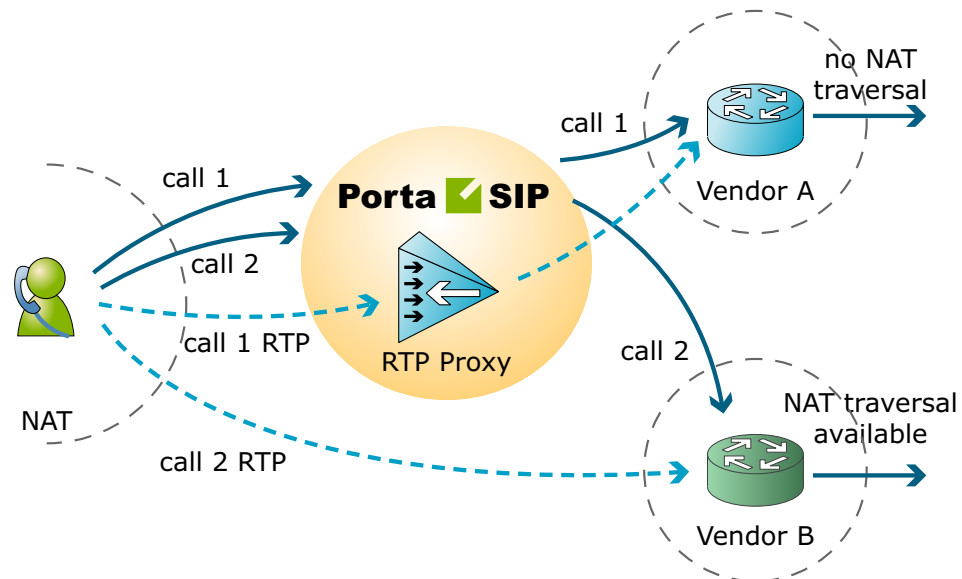 no NAT
traversal
call 1
Vendor A
call 1
Porta SIP
call 2
call 1 RTP
RTP Proxy
call 2
NAT
NAT traversal
available
call 2 RTP
Vendor B